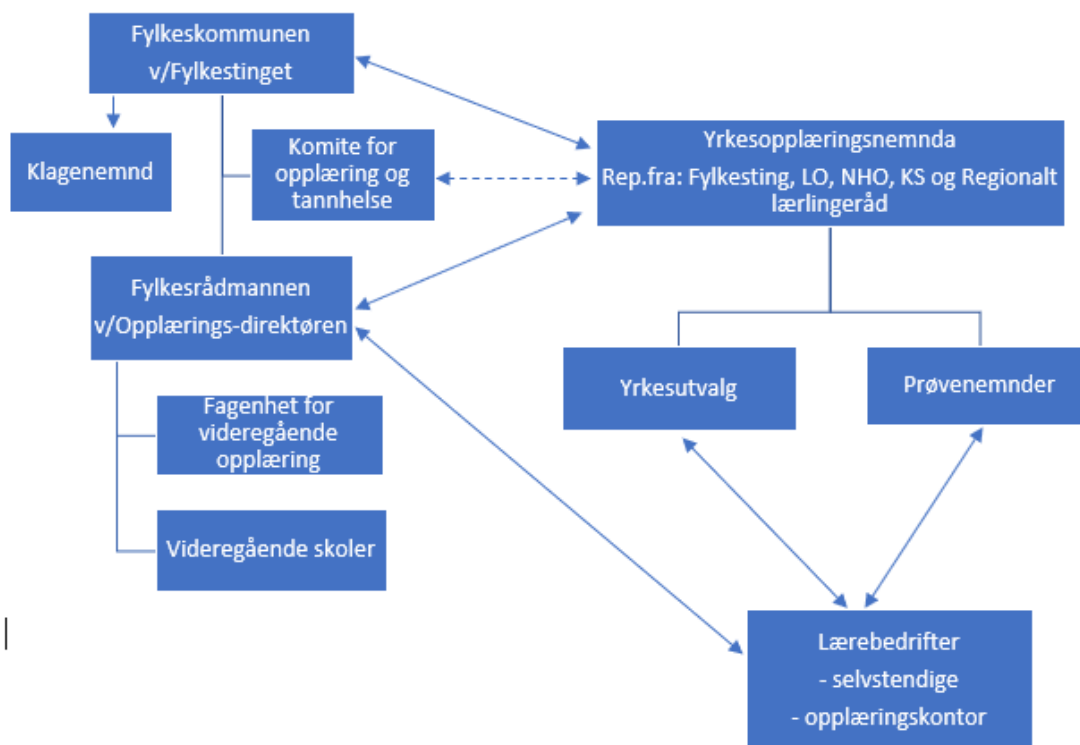 Fylkeskommunen
v/Fylkestinget
Klagenemnd
Komite for
opplæring og
tannhelse
Yrkesopplæringsnemnda
Rep.fra: Fylkesting, LO, NHO, KS og Regionalt
lærlingeråd
Fylkesrådmannen
v/Opplærings-direktøren
Yrkesutvalg
Prøvenemnder
Fagenhet for
videregående
opplæring
Videregående skoler
Lærebedrifter
- selvstendige
- opplæringskontor